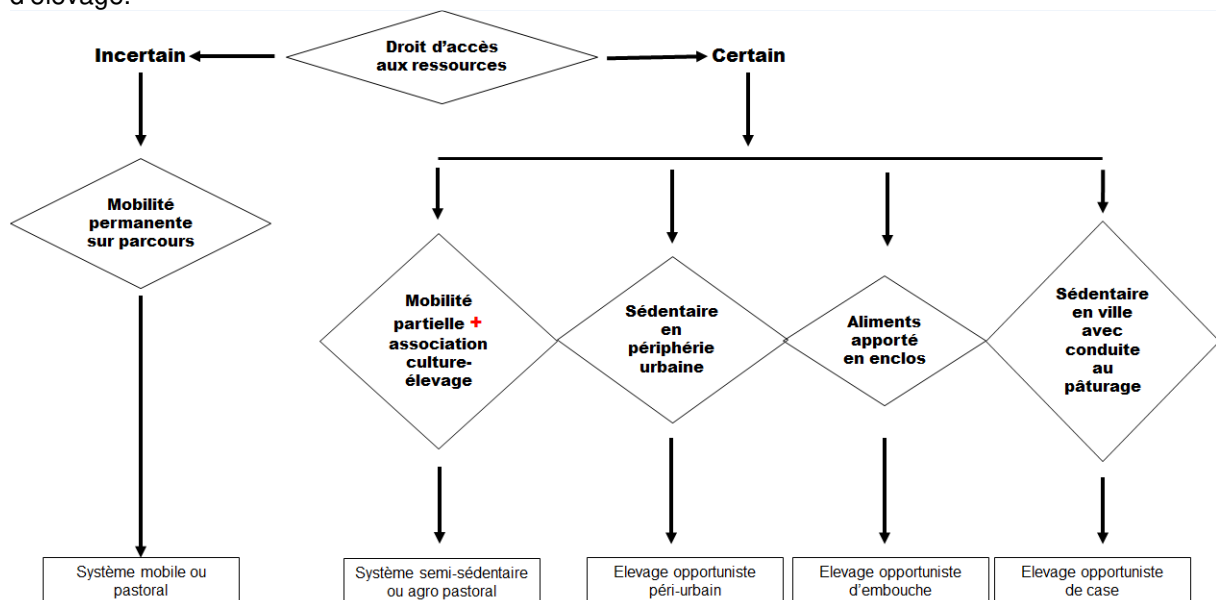 d'élevage.
Droit d'accès
aux ressources
Incertain
Certain
Mobilité
permanente
sur parcours
Mobilité
partielle +
association
culture-
élevage
Sédentaire
en
périphérie
urbaine
Aliments
apporté
en enclos
Sédentaire
en ville
avec
conduite
au
pâturage
Système mobile ou
pastoral
Système semi-sédentaire
ou agro pastoral
Elevage opportuniste
péri-urbain
Elevage opportuniste
d'embouche
Elevage opportuniste
de case